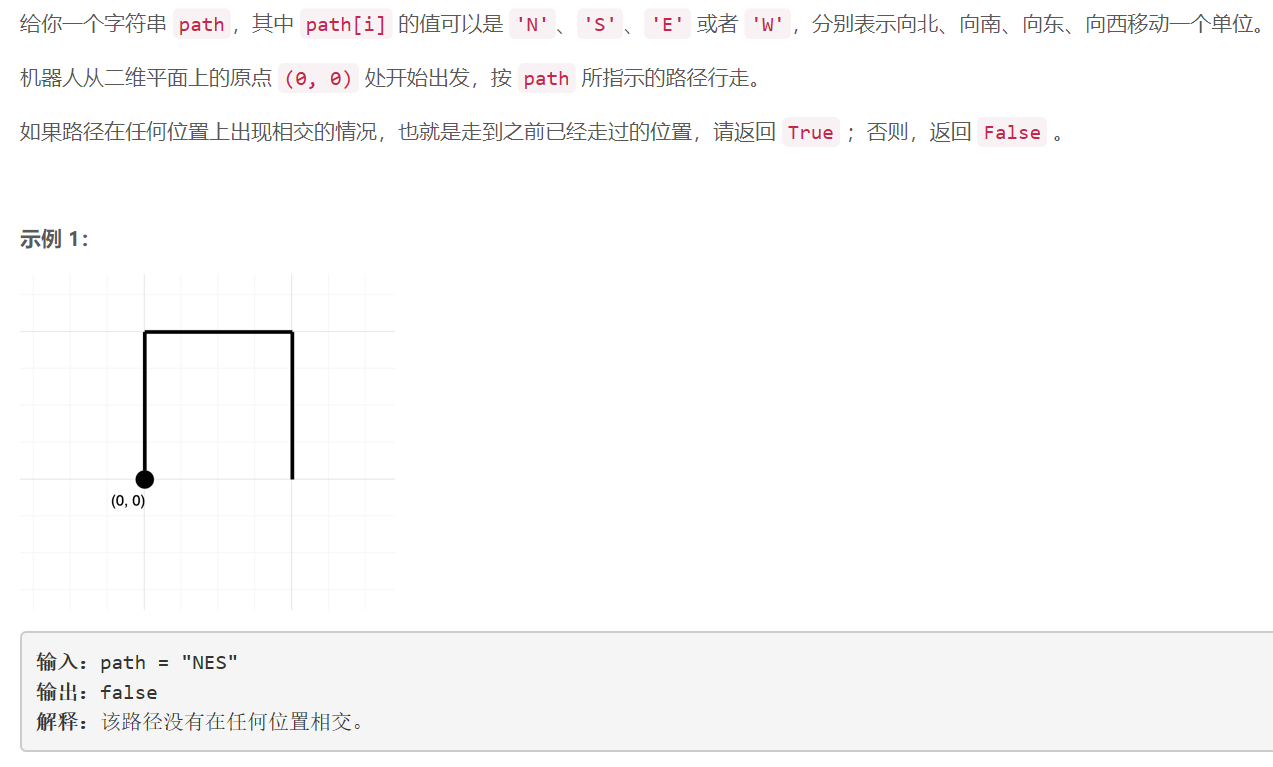 给你一个字符串 path，其中 path[i] 的值可以是 'N'、'S'、'E' 或者 'W'，分别表示向北、向南、向东、向西移动一个单位。
机器人从二维平面上的原点 (0, 0) 处开始出发，按 path 所指示的路径行走。
如果路径在任何位置上出现相交的情况，也就是走到之前已经走过的位置，请返回 True ；否则，返回 False 。
示例 1：
(0, 0)
输入：path = "NES"
输出：false
解释：该路径没有在任何位置相交。